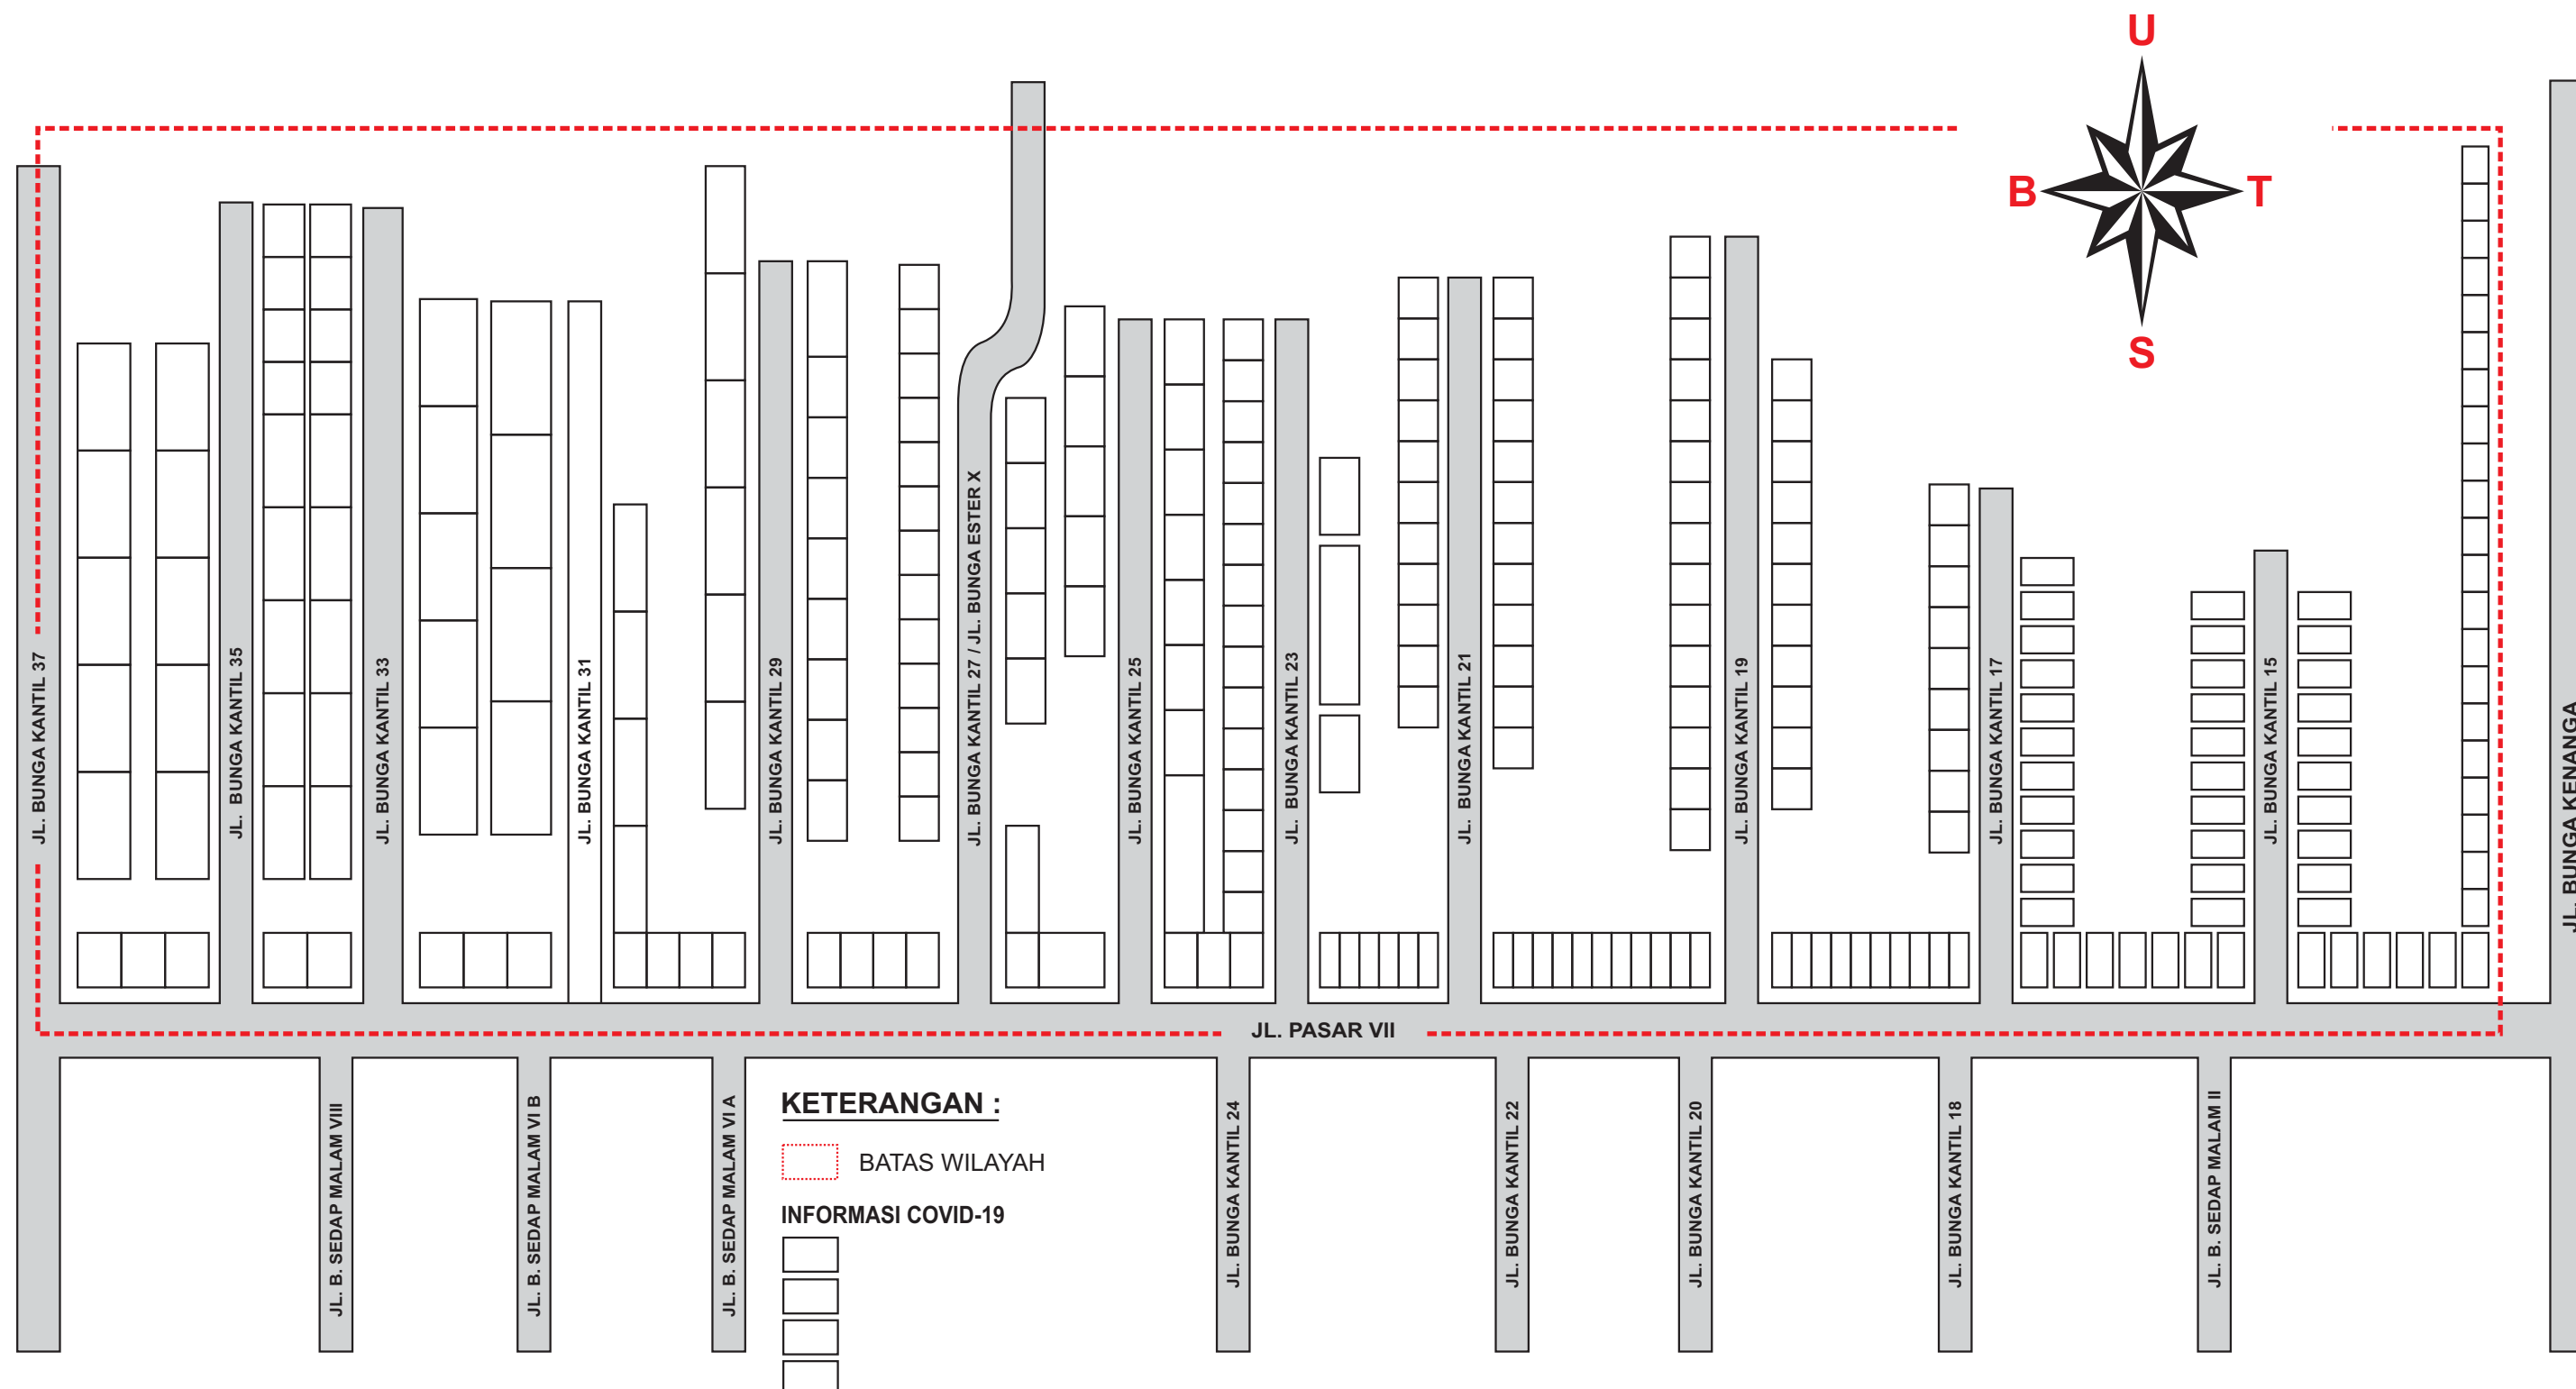 U
B
T
S
JL. BUNGA KANTIL 37
JL. BUNGA KANTIL 35
JL. BUNGA KANTIL 33
JL. BUNGA KANTIL 31
JL. BUNGA KANTIL 29
JL. BUNGA KANTIL 27 / JL. BUNGA ESTER X
JL. BUNGA KANTIL 25
JL. BUNGA KANTIL 23
JL. BUNGA KANTIL 21
JL. BUNGA KANTIL 19
JL. BUNGA KANTIL 17
JL. BUNGA KANTIL 15
JL. BUNGA KENANGA
JL. PASAR VII
JL. B. SEDAP MALAM VIII
JL. B. SEDAP MALAM VI B
JL. B. SEDAP MALAM VI A
JL. BUNGA KANTIL 24
JL. BUNGA KANTIL 22
JL. BUNGA KANTIL 20
JL. BUNGA KANTIL 18
JL. B. SEDAP MALAM II
KETERANGAN :
BATAS WILAYAH
INFORMASI COVID-19